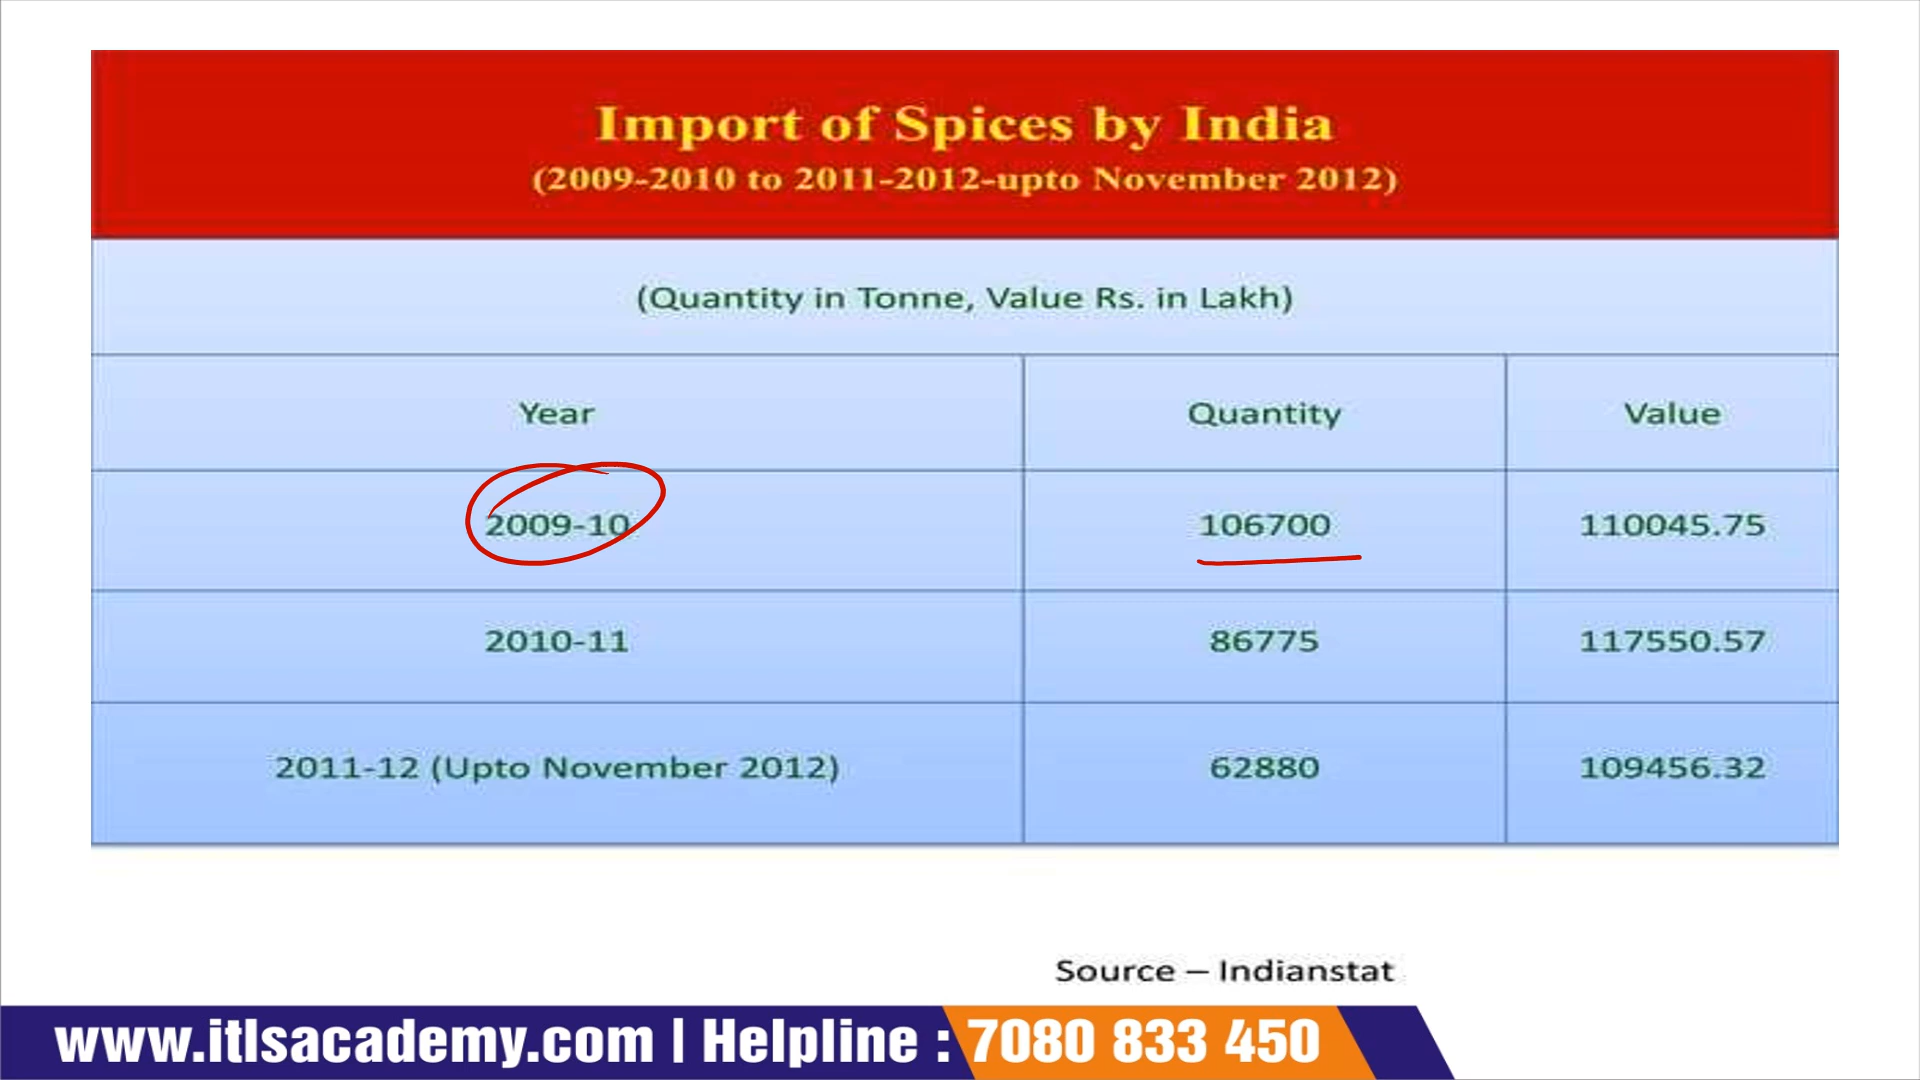 Import of Spices by India
(2009-2010 to 2011-2012-upto November 2012)
(Quantity in Tonne, Value Rs. in Lakh)
Year Quantity Value
2009-10 106700 110045.75
2010-11 86775 117550.57
2011-12 (Upto November 2012) 62880 109456.32
Source – Indianstat
www.itlsacademy.com | Helpline : 7080 833 450